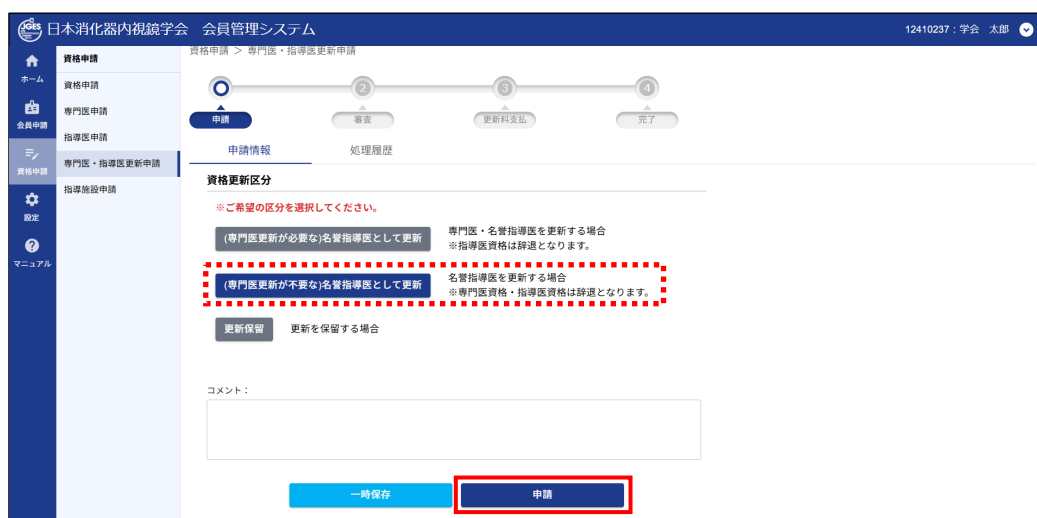 JGES 日本消化器内視鏡学会 会員管理システム
12410237：学会 太郎
ホーム
会員申請
資格申請
設定
マニュアル
資格申請
資格申請
専門医申請
指導医申請
専門医・指導医更新申請
指導施設申請
資格申請 > 専門医・指導医更新申請
2
3
4
申請
審査
更新料支払
完了
申請情報
処理履歴
資格更新区分
※ご希望の区分を選択してください。
(専門医更新が必要な)名誉指導医として更新
専門医・名誉指導医を更新する場合
※指導医資格は辞退となります。
(専門医更新が不要な)名誉指導医として更新
名誉指導医を更新する場合
※専門医資格・指導医資格は辞退となります。
更新保留
更新を保留する場合
コメント：
一時保存
申請